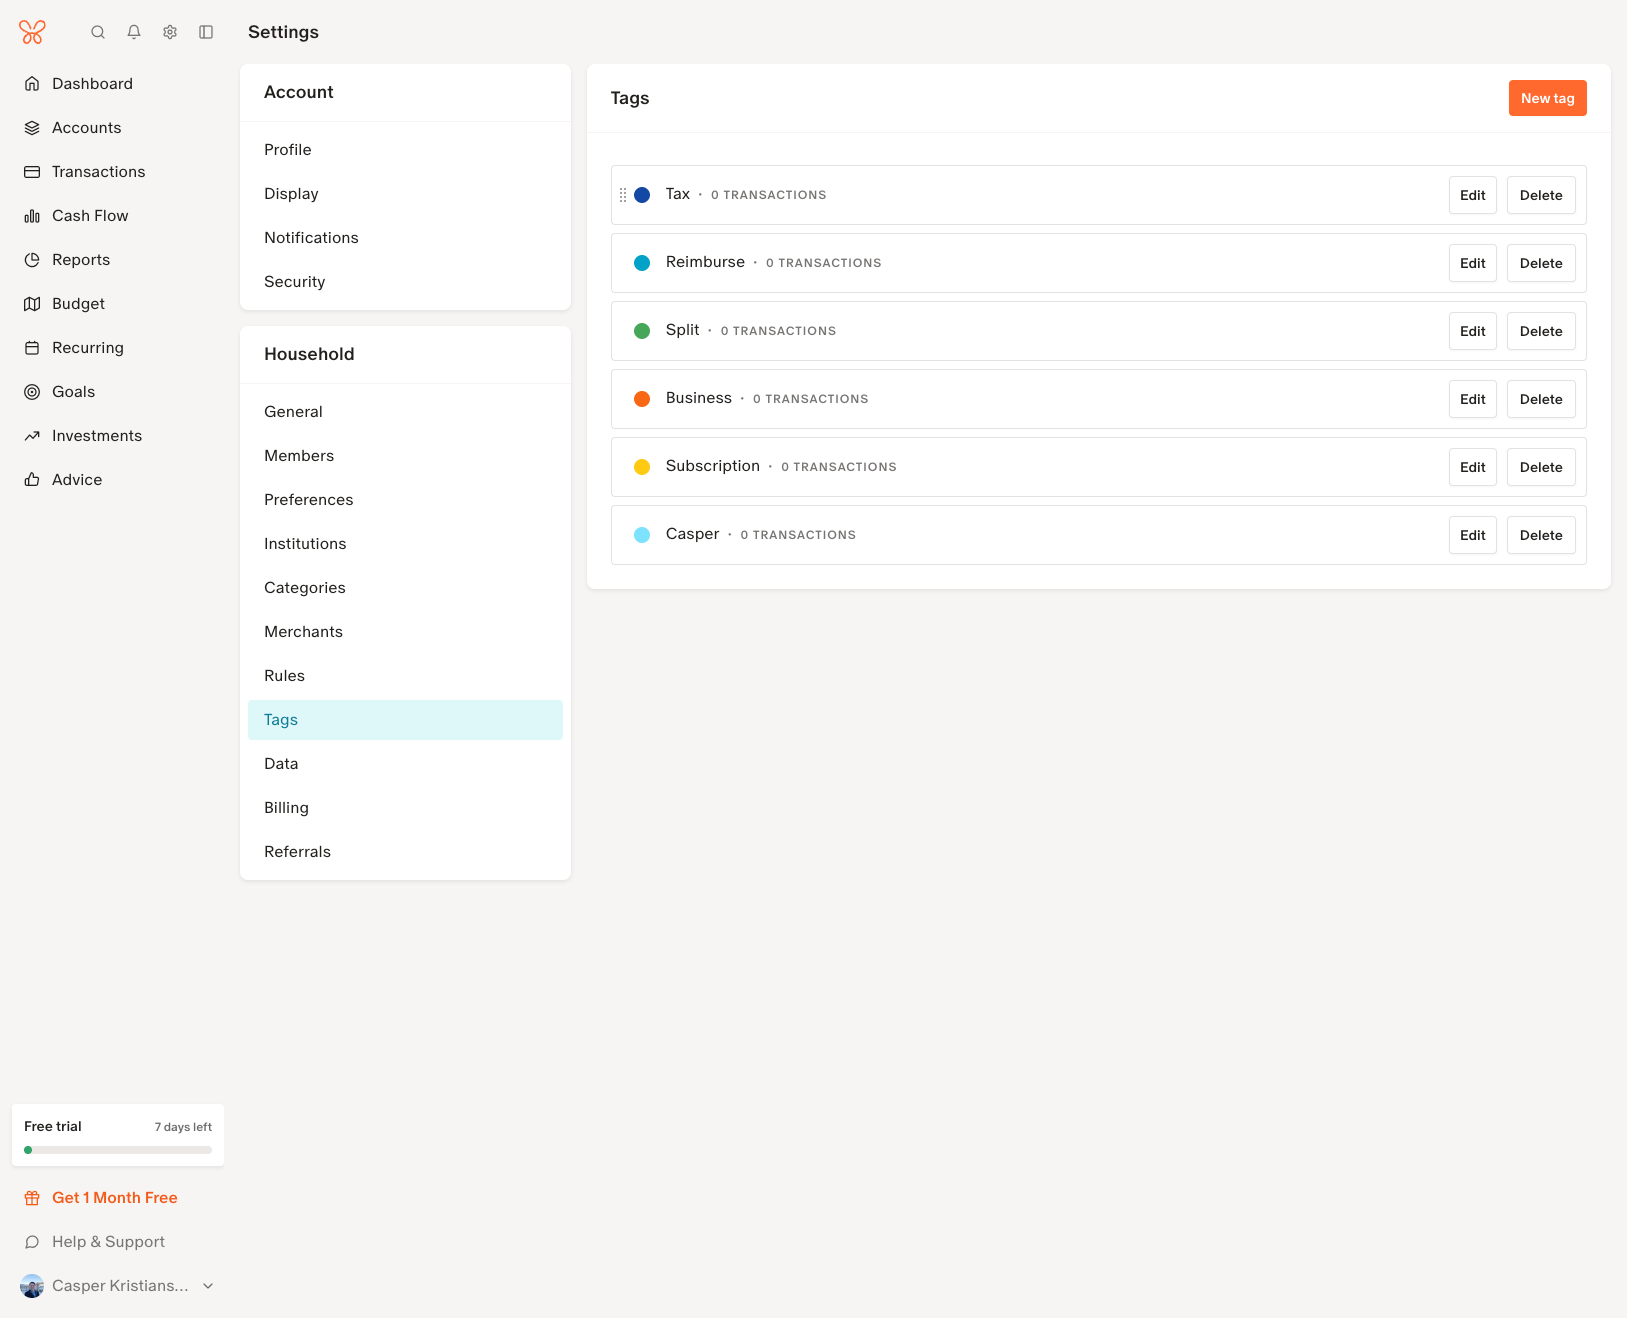 Settings
Dashboard
Accounts
Transactions
Cash Flow
Reports
Budget
Recurring
Goals
Investments
Advice
Free trial
7 days left
Get 1 Month Free
Help & Support
Casper Kristians...
Account
Profile
Display
Notifications
Security
Household
General
Members
Preferences
Institutions
Categories
Merchants
Rules
Tags
Data
Billing
Referrals
Tags
New tag
Tax · 0 TRANSACTIONS Edit Delete
Reimburse · 0 TRANSACTIONS Edit Delete
Split · 0 TRANSACTIONS Edit Delete
Business · 0 TRANSACTIONS Edit Delete
Subscription · 0 TRANSACTIONS Edit Delete
Casper · 0 TRANSACTIONS Edit Delete